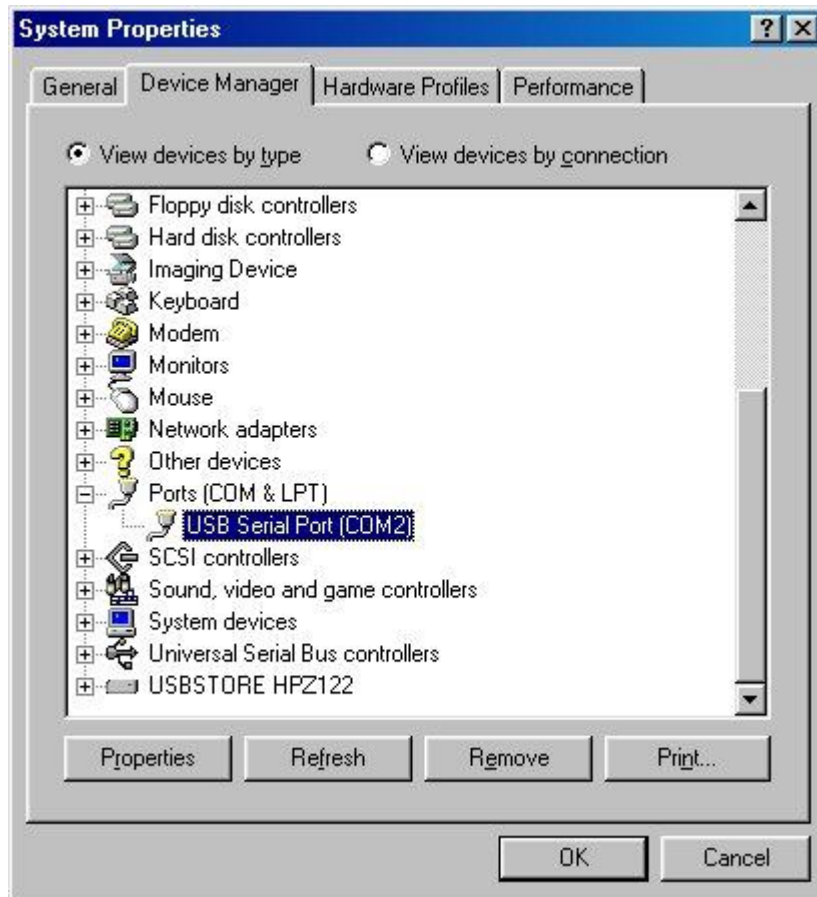 System Properties
General Device Manager Hardware Profiles Performance
View devices by type View devices by connection
Floppy disk controllers
Hard disk controllers
Imaging Device
Keyboard
Modem
Monitors
Mouse
Network adapters
Other devices
Ports (COM & LPT)
USB Serial Port (COM2)
SCSI controllers
Sound, video and game controllers
System devices
Universal Serial Bus controllers
USBSTORE HPZ122
Properties Refresh Remove Print...
OK Cancel